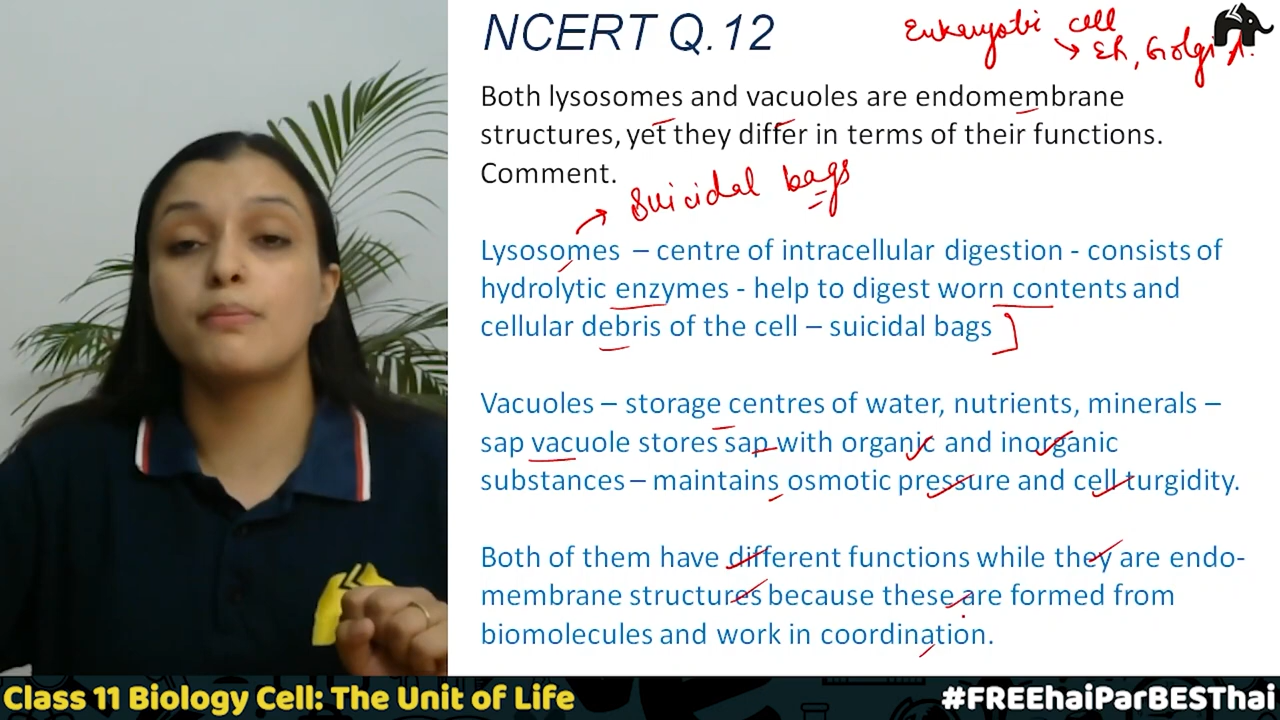 NCERT Q.12
Eukaryotic cell
→ ER, Golgi A.
Both lysosomes and vacuoles are endomembrane
structures, yet they differ in terms of their functions.
Comment.
→ Suicidal bags
Lysosomes – centre of intracellular digestion - consists of
hydrolytic enzymes - help to digest worn contents and
cellular debris of the cell – suicidal bags
Vacuoles – storage centres of water, nutrients, minerals –
sap vacuole stores sap with organic and inorganic
substances – maintains osmotic pressure and cell turgidity.
Both of them have different functions while they are endo-
membrane structures because these are formed from
biomolecules and work in coordination.
Class 11 Biology Cell: The Unit of Life
#FREEhaiParBESThai